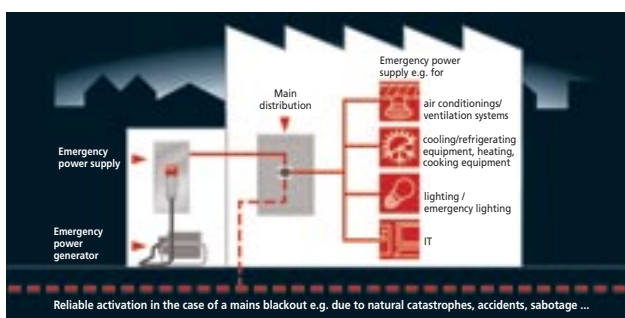 Emergency power
supply e.g. for
Main
distribution
air conditionings/
ventilation systems
cooling/refrigerating
equipment, heating,
cooking equipment
Emergency
power supply
lighting /
emergency lighting
Emergency
power
generator
IT
Reliable activation in the case of a mains blackout e.g. due to natural catastrophes, accidents, sabotage ...